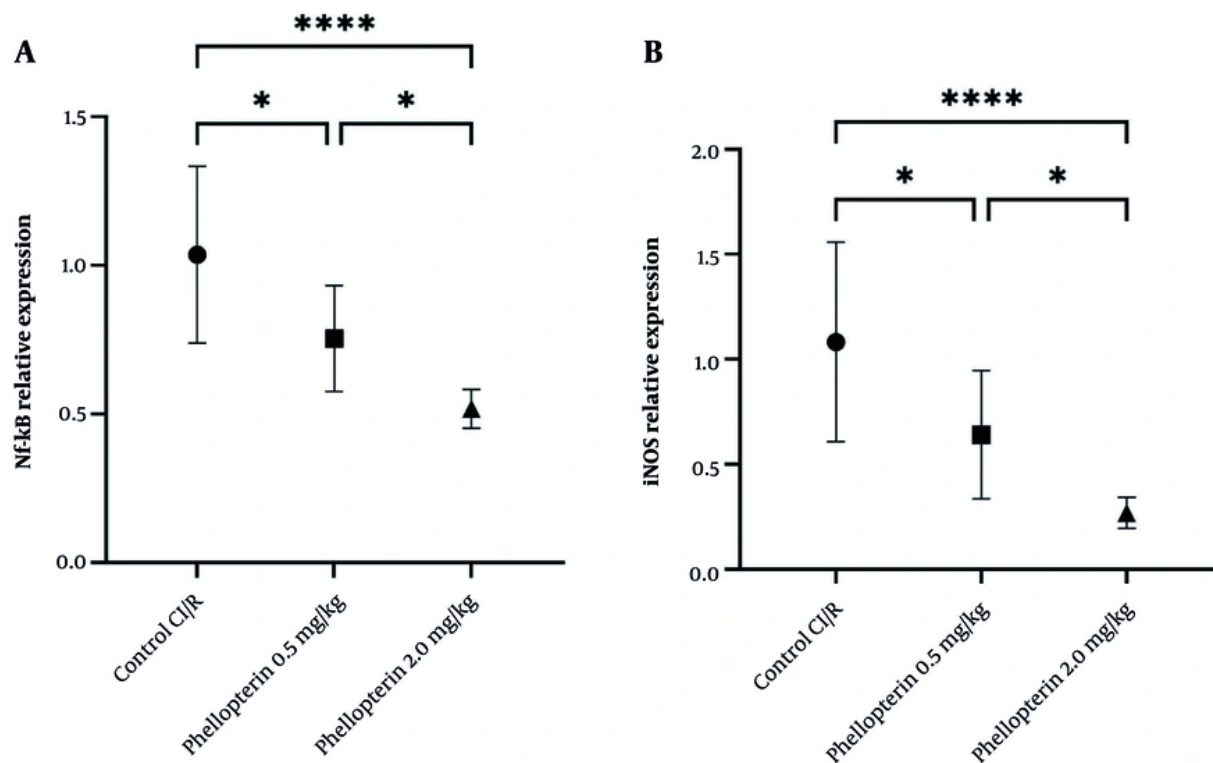 A
****
*
*
Nf-kB relative expression
1.5
1.0
0.5
0.0
Control CI/R
Phellopterin 0.5 mg/kg
Phellopterin 2.0 mg/kg
B
****
*
*
iNOS relative expression
2.0
1.5
1.0
0.5
0.0
Control CI/R
Phellopterin 0.5 mg/kg
Phellopterin 2.0 mg/kg